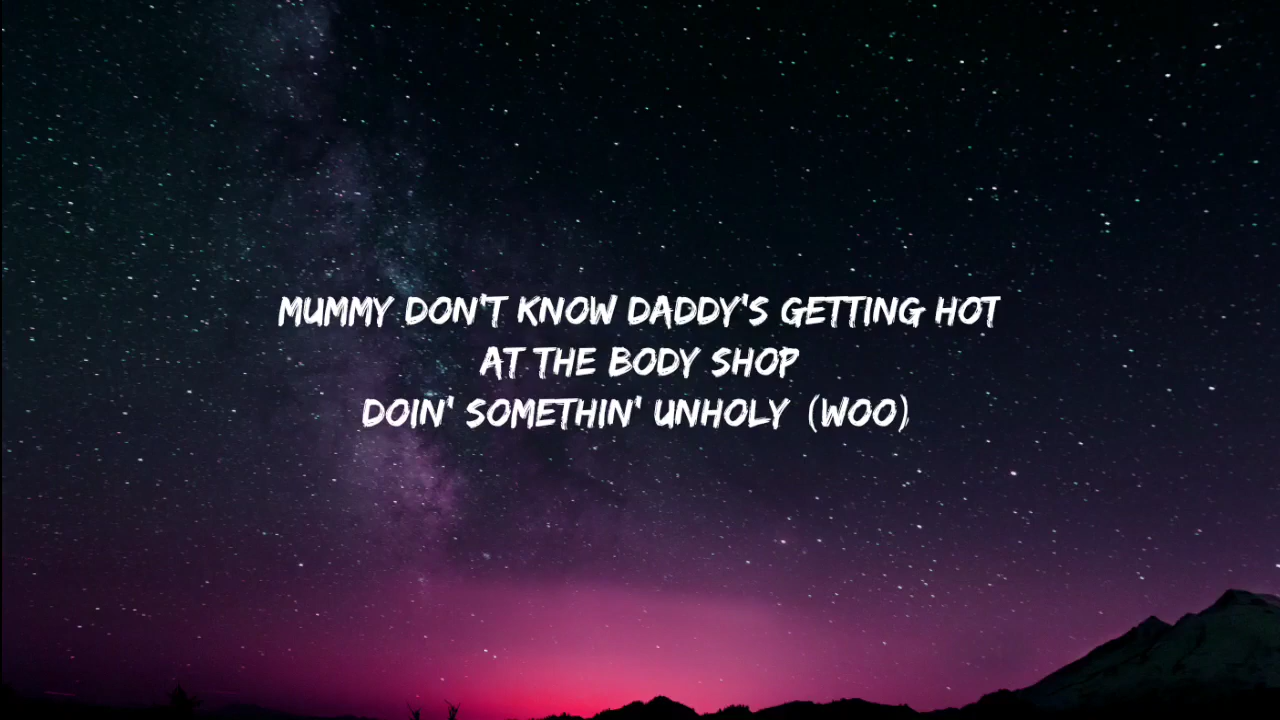 MUMMY DON'T KNOW DADDY'S GETTING HOT
AT THE BODY SHOP
DOIN' SOMETHIN' UNHOLY (WOO)